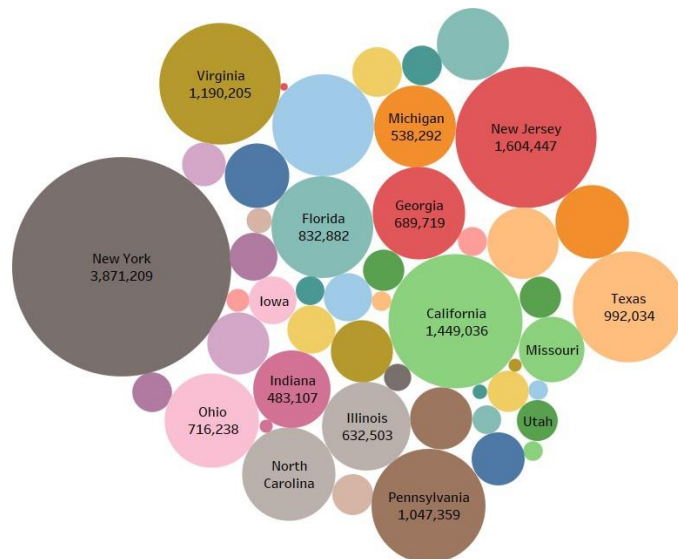 Virginia
1,190,205
Michigan
538,292
New Jersey
1,604,447
Georgia
689,719
Florida
832,882
New York
3,871,209
Iowa
California
1,449,036
Texas
992,034
Missouri
Indiana
483,107
Ohio
716,238
Illinois
632,503
Utah
North
Carolina
Pennsylvania
1,047,359